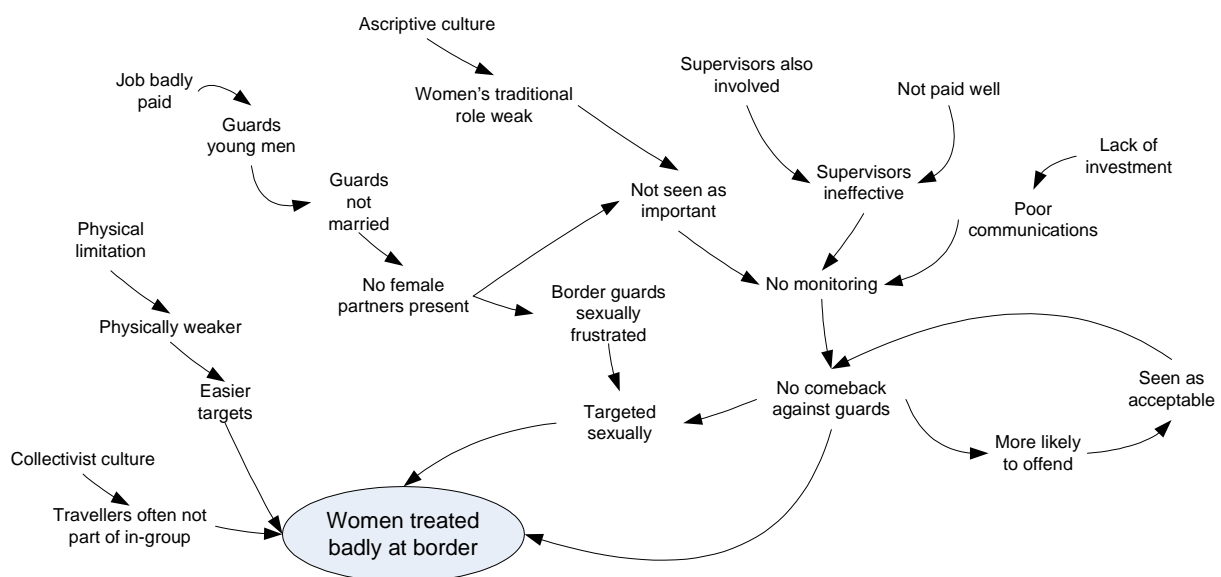 Ascriptive culture
Job badly
paid
Women's traditional
role weak
Supervisors also
involved
Not paid well
Guards
young men
Lack of
investment
Guards
not
married
Not seen as
important
Supervisors
ineffective
Poor
communications
Physical
limitation
No female
partners present
Border guards
sexually
frustrated
No monitoring
Physically weaker
Easier
targets
Targeted
sexually
No comeback
against guards
Seen as
acceptable
More likely
to offend
Collectivist culture
Travellers often not
part of in-group
Women treated
badly at border